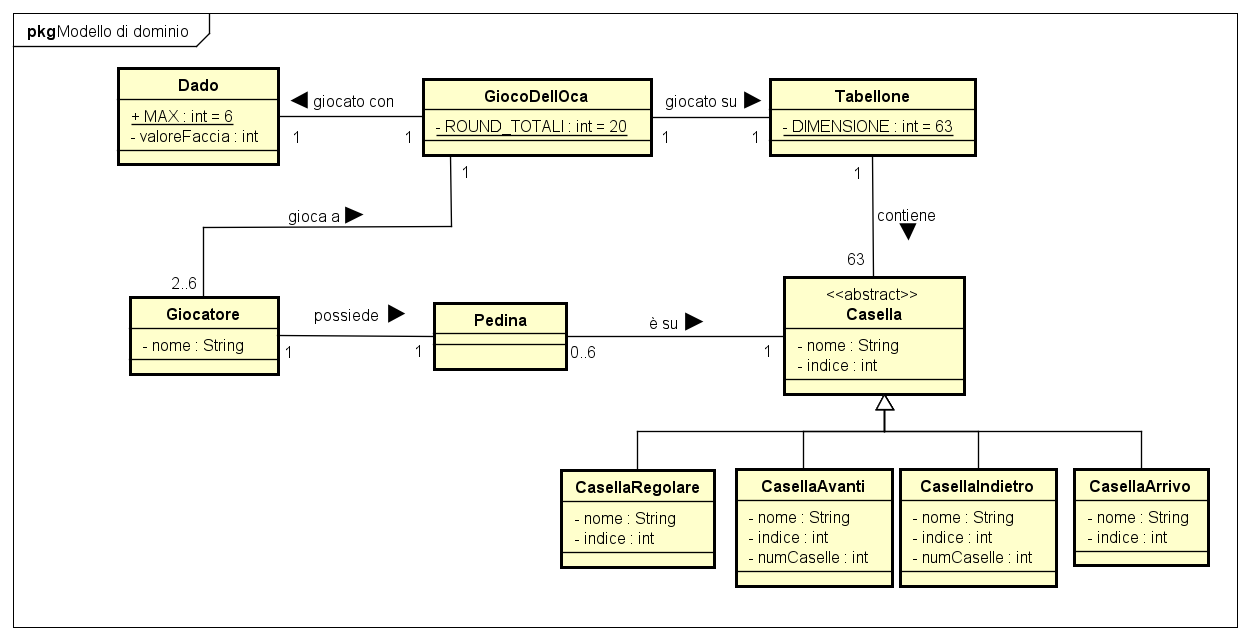 pkg Modello di dominio
Dado
+ MAX : int = 6
- valoreFaccia : int
giocato con
1
1
GiocoDellOca
- ROUND_TOTALI : int = 20
giocato su
1
1
Tabellone
- DIMENSIONE : int = 63
1
gioca a
2..6
1
contiene
63
Giocatore
- nome : String
possiede
1
1
Pedina
è su
0..6
1
<<abstract>>
Casella
- nome : String
- indice : int
CasellaRegolare
- nome : String
- indice : int
CasellaAvanti
- nome : String
- indice : int
- numCaselle : int
CasellaIndietro
- nome : String
- indice : int
- numCaselle : int
CasellaArrivo
- nome : String
- indice : int